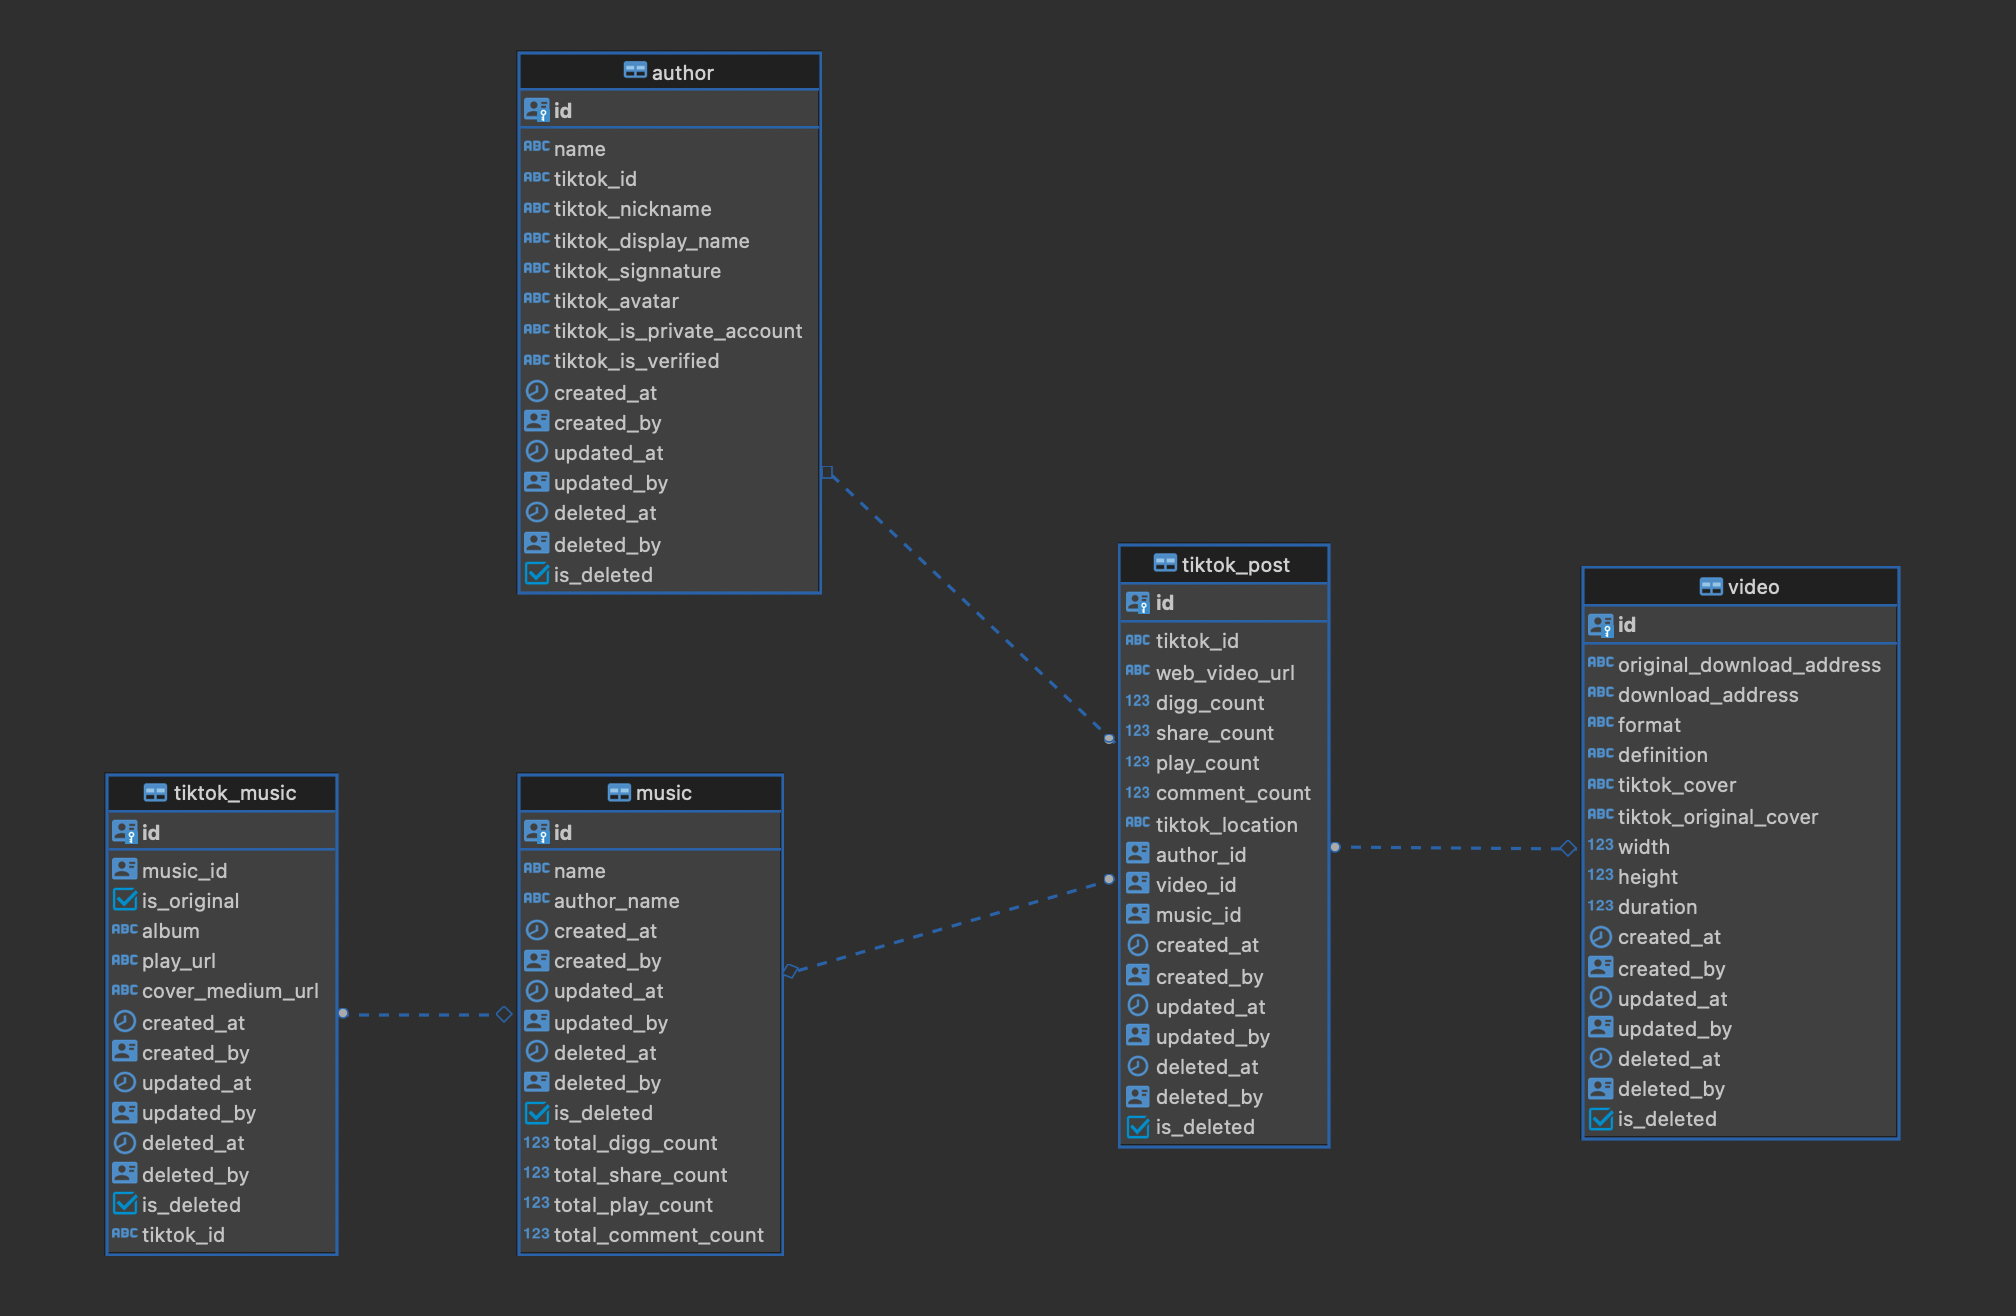 author
id
ABC name
ABC tiktok_id
ABC tiktok_nickname
ABC tiktok_display_name
ABC tiktok_signnature
ABC tiktok_avatar
ABC tiktok_is_private_account
ABC tiktok_is_verified
created_at
created_by
updated_at
updated_by
deleted_at
deleted_by
is_deleted
tiktok_music
id
music_id
is_original
ABC album
ABC play_url
ABC cover_medium_url
created_at
created_by
updated_at
updated_by
deleted_at
deleted_by
is_deleted
ABC tiktok_id
music
id
ABC name
ABC author_name
created_at
created_by
updated_at
updated_by
deleted_at
deleted_by
is_deleted
123 total_digg_count
123 total_share_count
123 total_play_count
123 total_comment_count
tiktok_post
id
ABC tiktok_id
ABC web_video_url
123 digg_count
123 share_count
123 play_count
123 comment_count
ABC tiktok_location
author_id
video_id
music_id
created_at
created_by
updated_at
updated_by
deleted_at
deleted_by
is_deleted
video
id
ABC original_download_address
ABC download_address
ABC format
ABC definition
ABC tiktok_cover
ABC tiktok_original_cover
123 width
123 height
123 duration
created_at
created_by
updated_at
updated_by
deleted_at
deleted_by
is_deleted